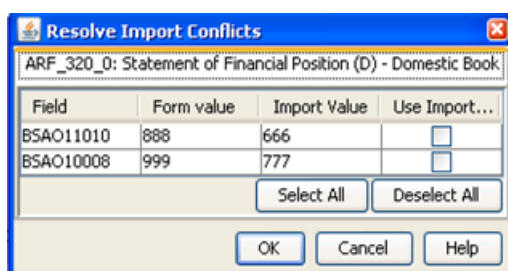 Resolve Import Conflicts
ARF_320_0: Statement of Financial Position (D) - Domestic Book
Field Form value Import Value Use Import...
BSAO11010 888 666
BSAO10008 999 777
Select All Deselect All
OK Cancel Help